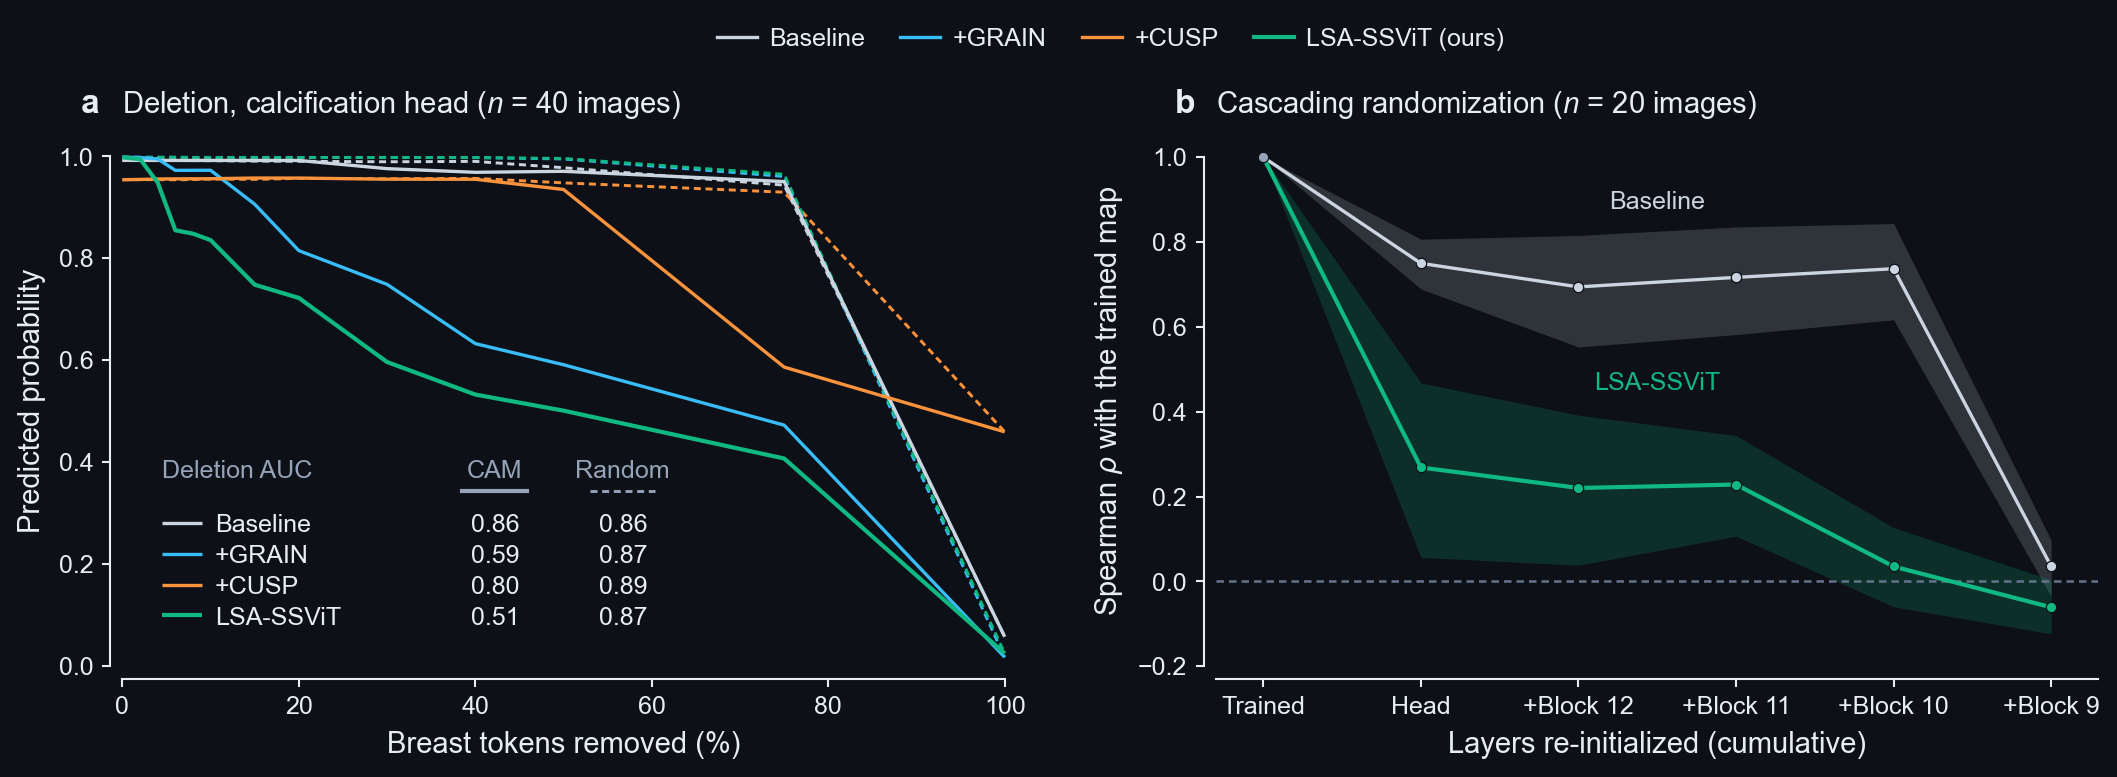 Baseline +GRAIN +CUSP LSA-SSViT (ours)
a Deletion, calcification head (n = 40 images)
Predicted probability
1.0
0.8
0.6
0.4
0.2
0.0
Deletion AUC CAM Random
Baseline 0.86 0.86
+GRAIN 0.59 0.87
+CUSP 0.80 0.89
LSA-SSViT 0.51 0.87
0 20 40 60 80 100
Breast tokens removed (%)
b Cascading randomization (n = 20 images)
Spearman ρ with the trained map
1.0
0.8
0.6
0.4
0.2
0.0
−0.2
Baseline
LSA-SSViT
Trained Head +Block 12 +Block 11 +Block 10 +Block 9
Layers re-initialized (cumulative)